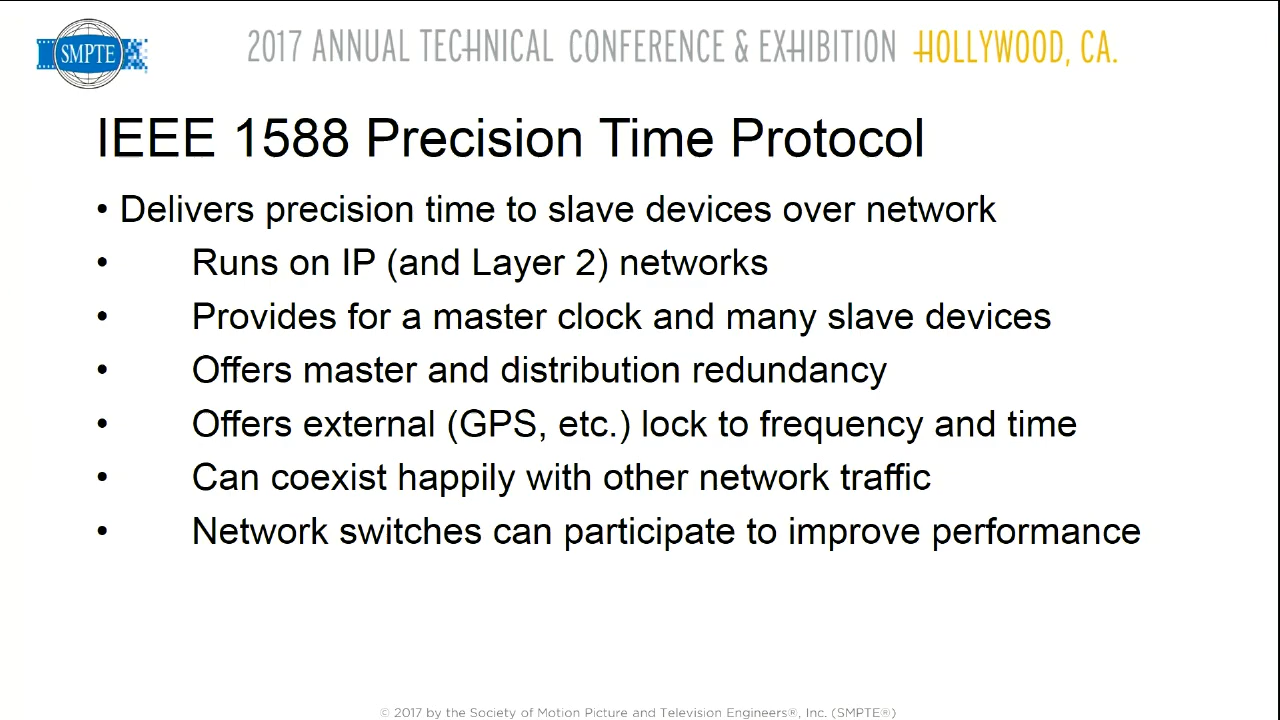 SMPTE
2017 ANNUAL TECHNICAL CONFERENCE & EXHIBITION HOLLYWOOD, CA.
IEEE 1588 Precision Time Protocol
• Delivers precision time to slave devices over network
• Runs on IP (and Layer 2) networks
• Provides for a master clock and many slave devices
• Offers master and distribution redundancy
• Offers external (GPS, etc.) lock to frequency and time
• Can coexist happily with other network traffic
• Network switches can participate to improve performance
© 2017 by the Society of Motion Picture and Television Engineers®, Inc. (SMPTE®)